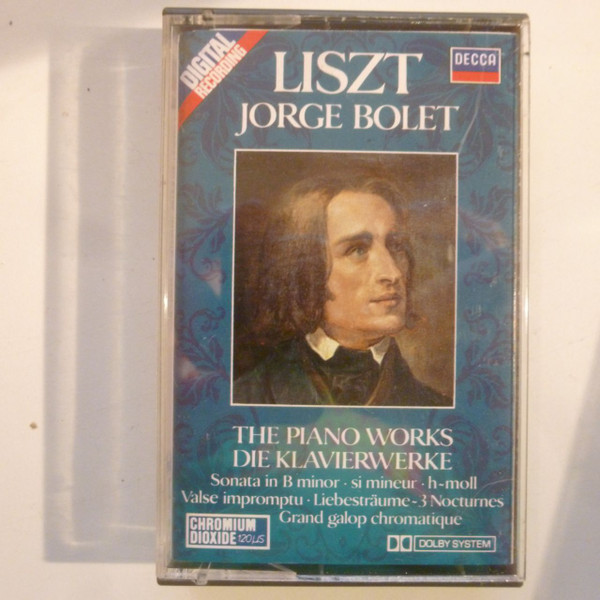 DIGITAL
RECORDING
DECCA
LISZT
JORGE BOLET
THE PIANO WORKS
DIE KLAVIERWERKE
Sonata in B minor · si mineur · h-moll
Valse impromptu · Liebesträume - 3 Nocturnes
Grand galop chromatique
CHROMIUM
DIOXIDE 120µS
DOLBY SYSTEM